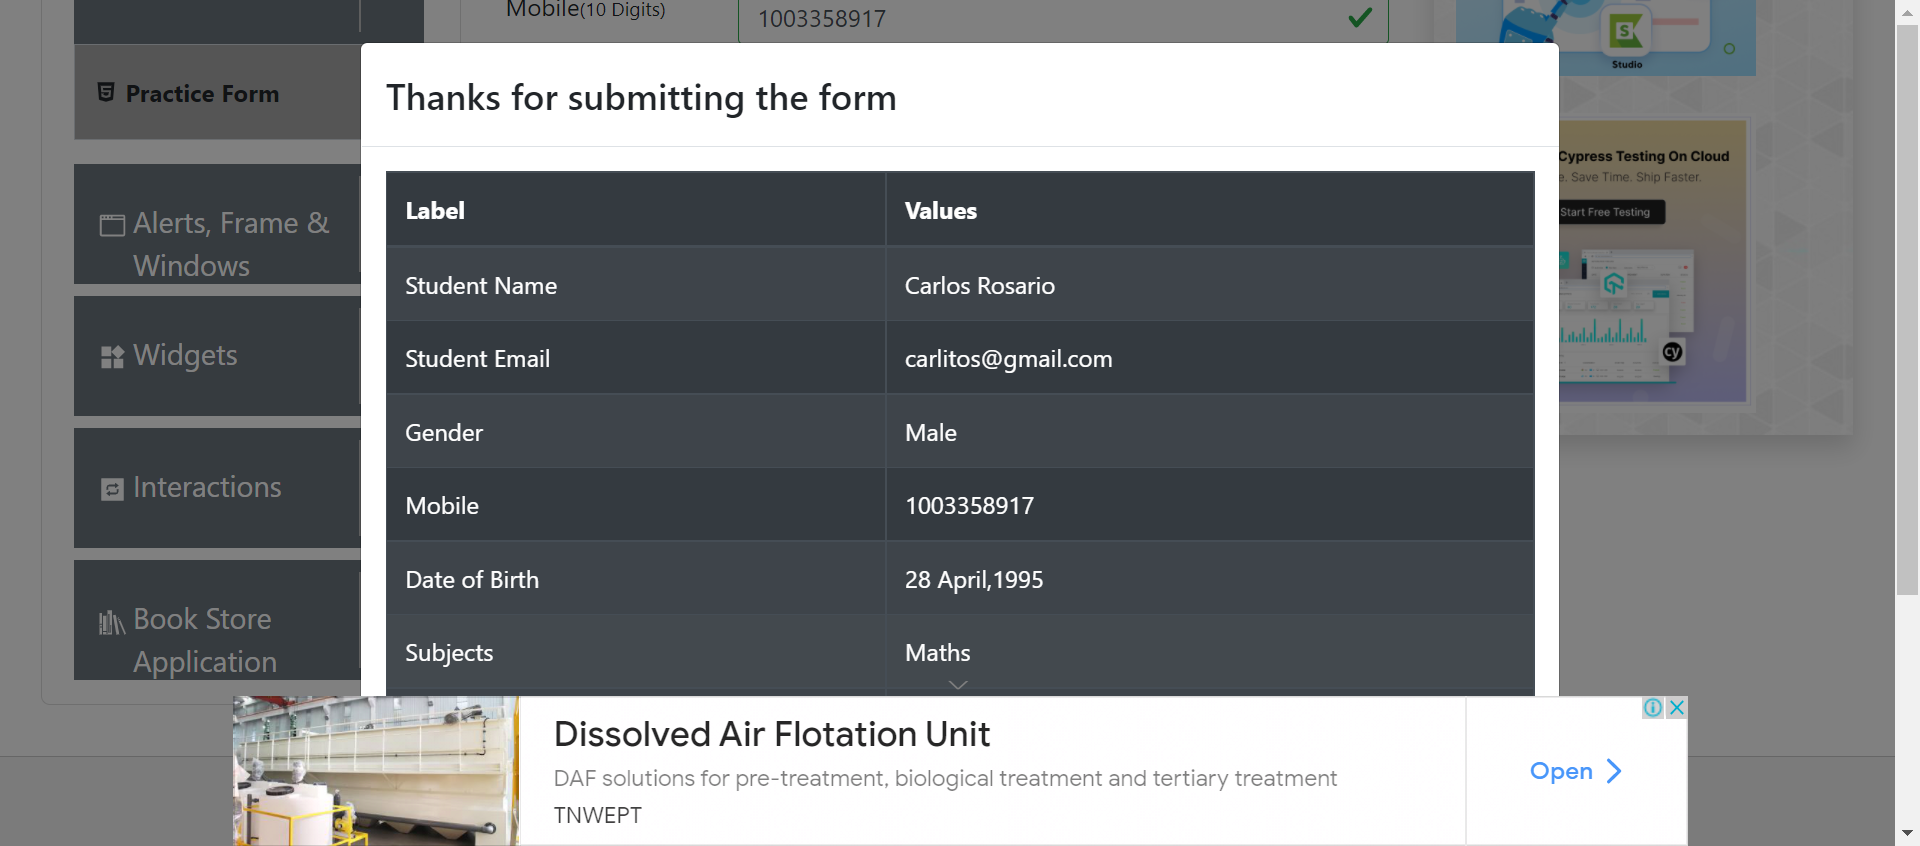 Mobile(10 Digits)
1003358917
Studio
Practice Form
Thanks for submitting the form
Cypress Testing On Cloud
e. Save Time. Ship Faster.
Start Free Testing
Label Values
Student Name Carlos Rosario
Student Email carlitos@gmail.com
Gender Male
Mobile 1003358917
Date of Birth 28 April,1995
Subjects Maths
Alerts, Frame &
Windows
Widgets
Interactions
Book Store
Application
cy
Dissolved Air Flotation Unit
DAF solutions for pre-treatment, biological treatment and tertiary treatment
TNWEPT
Open